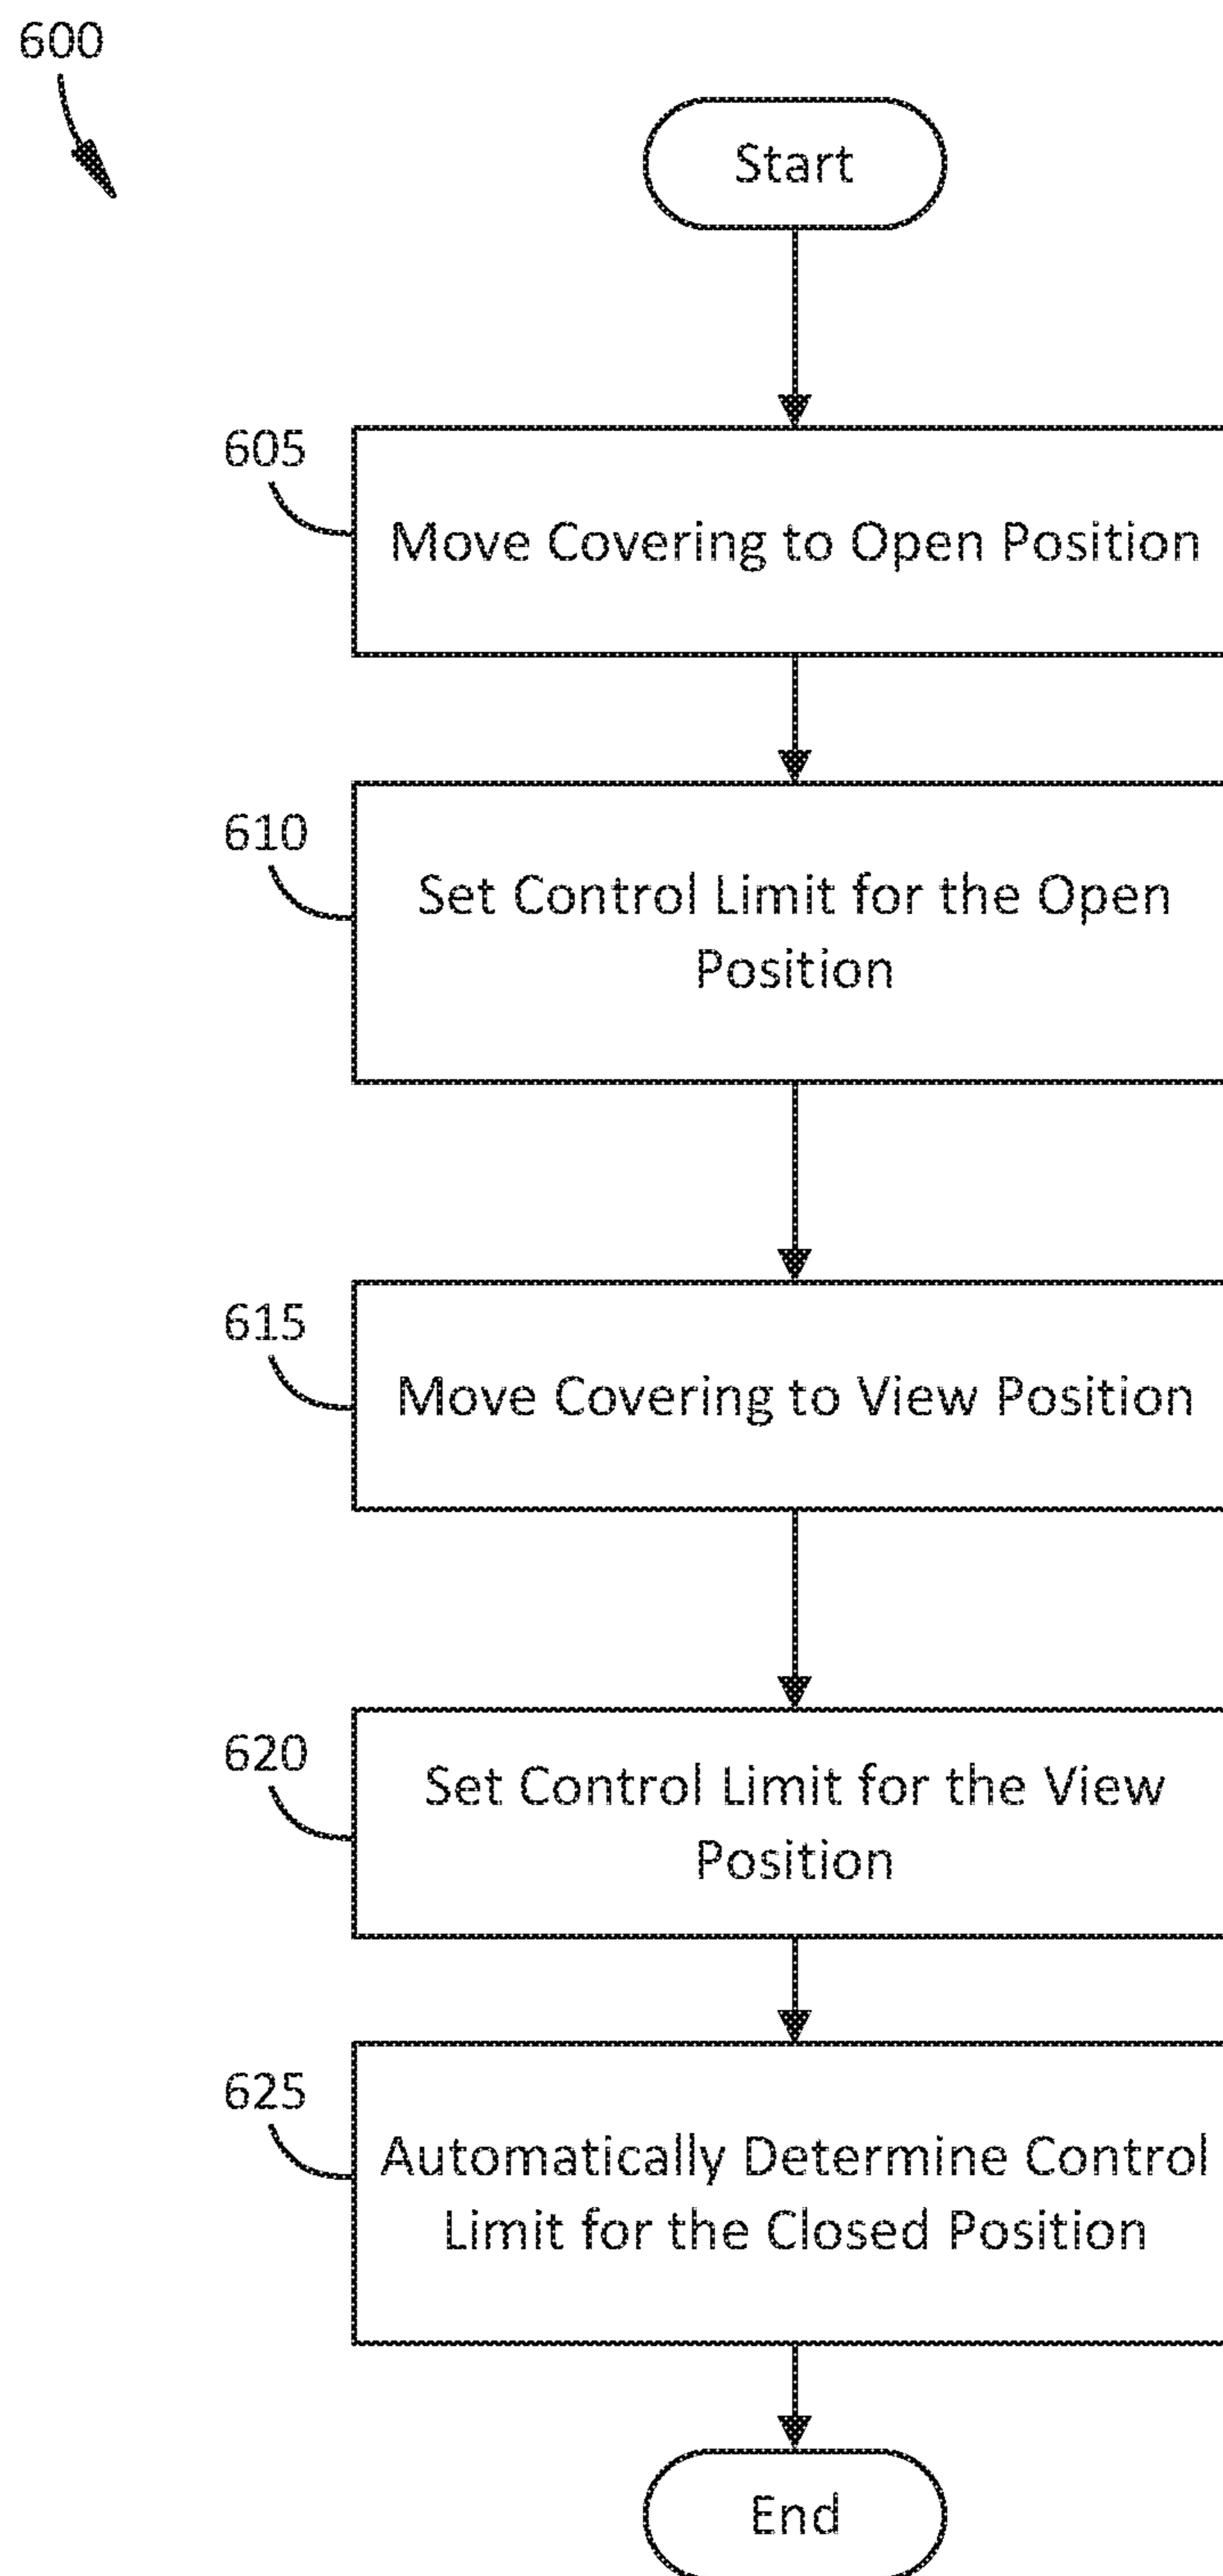 600
Start
605
Move Covering to Open Position
610
Set Control Limit for the Open
Position
615
Move Covering to View Position
620
Set Control Limit for the View
Position
625
Automatically Determine Control
Limit for the Closed Position
End